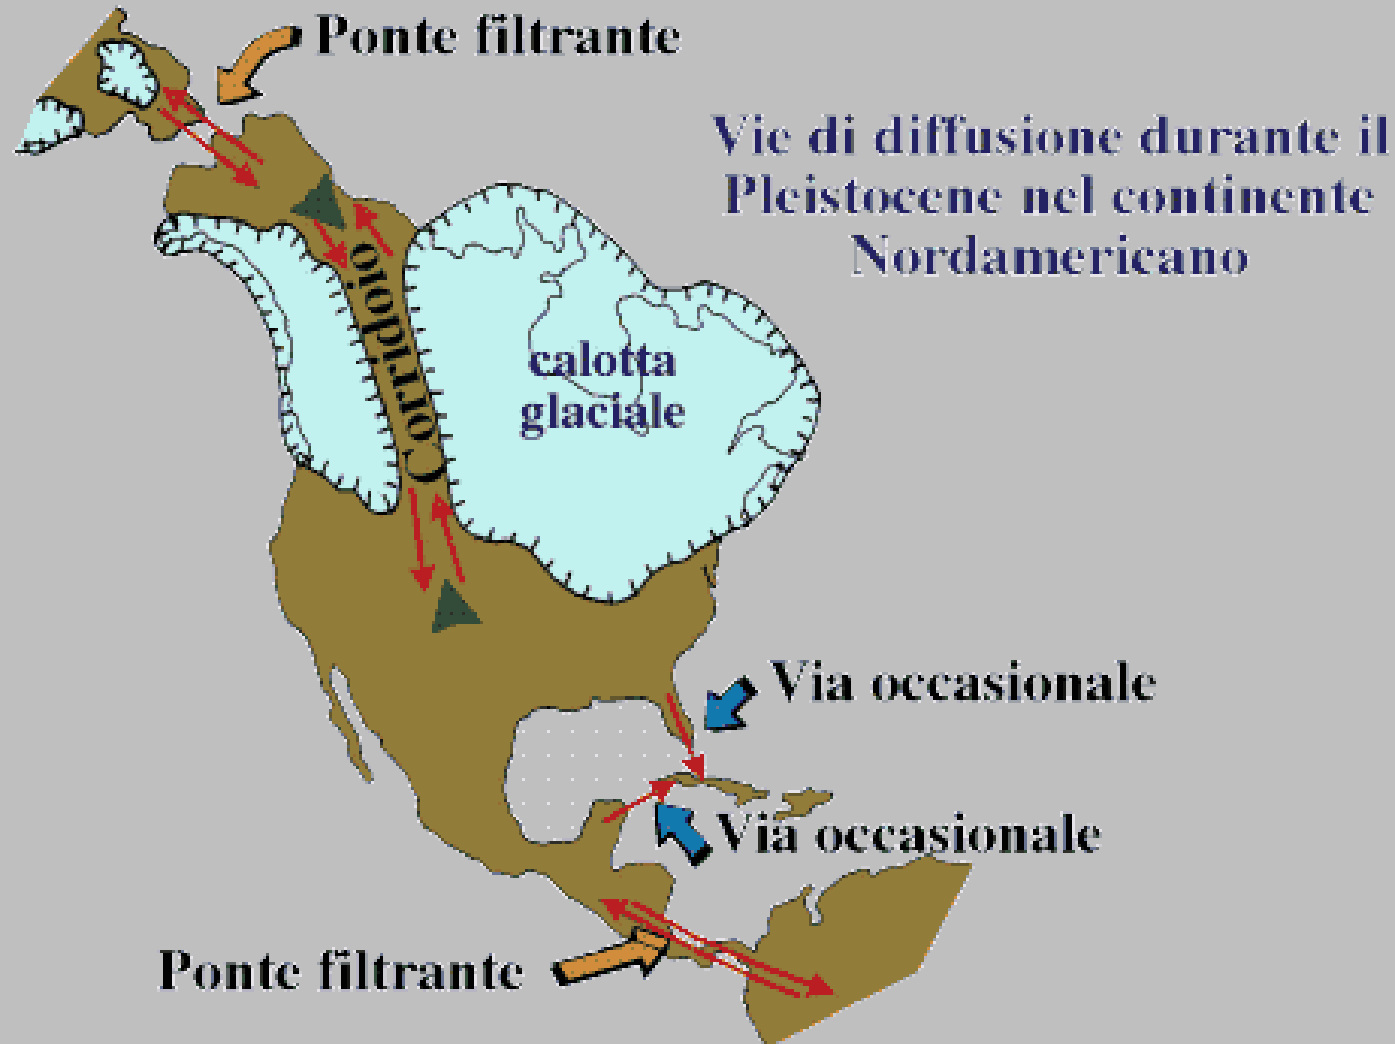 Ponte filtrante
Vie di diffusione durante il
Pleistocene nel continente
Nordamericano
Corridoio
calotta
glaciale
Via occasionale
Via occasionale
Ponte filtrante